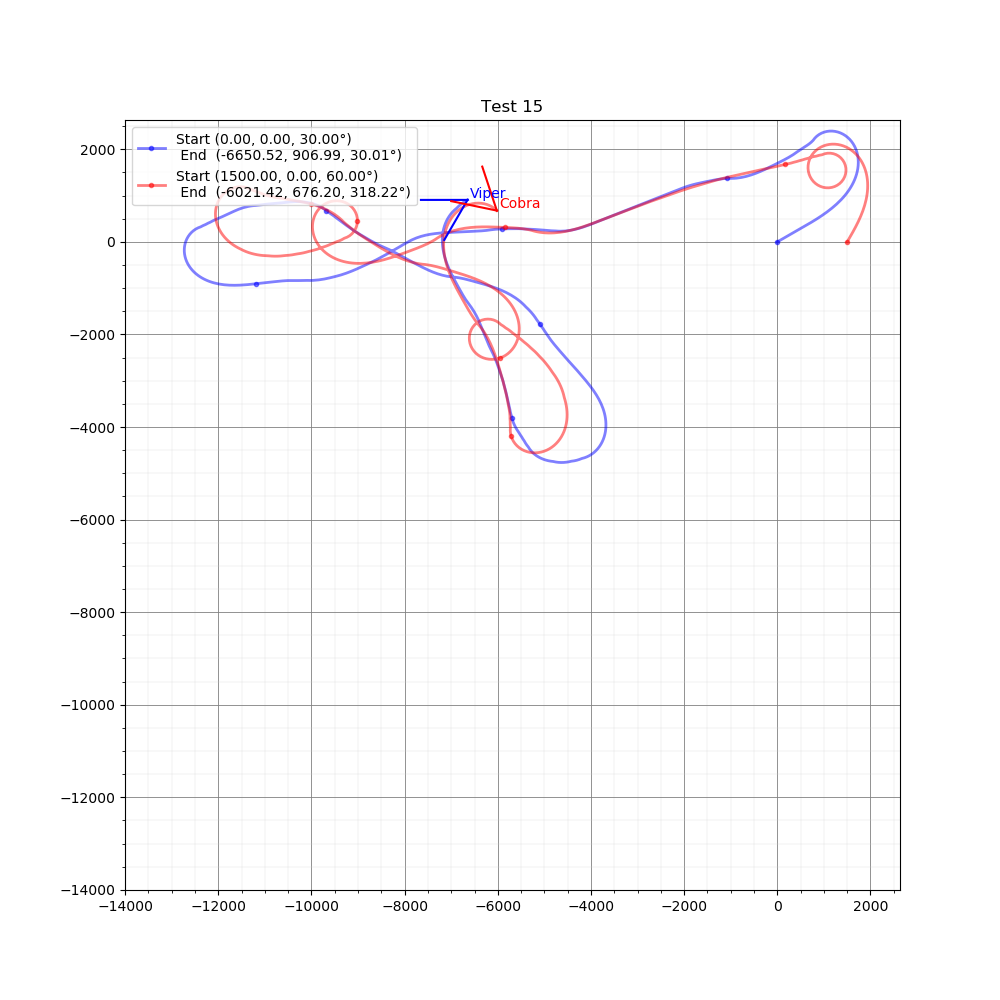 Test 15
Start (0.00, 0.00, 30.00°)
End  (-6650.52, 906.99, 30.01°)
Start (1500.00, 0.00, 60.00°)
End  (-6021.42, 676.20, 318.22°)
Viper
Cobra
2000
0
−2000
−4000
−6000
−8000
−10000
−12000
−14000
−14000 −12000 −10000 −8000 −6000 −4000 −2000 0 2000